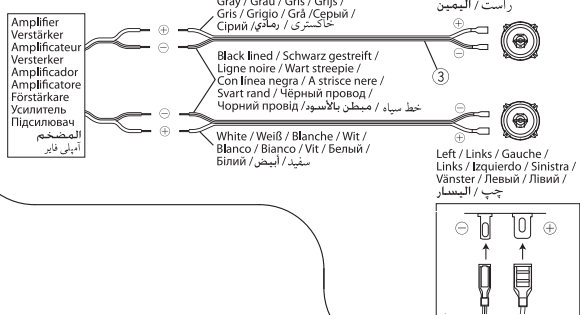 Gray / Grau / Gris / Grijs /
Gris / Grigio / Grå /Серый /
Сірий / رمادي/ خاکستری
راست / اليمين
Amplifier
Verstärker
Amplificateur
Versterker
Amplificador
Amplificatore
Förstärkare
Усилитель
Підсилювач
المضخم
آمپلی فایر
⊕
⊖
⊕
⊖
Black lined / Schwarz gestreift /
Ligne noire / Wart streepie /
Con línea negra / A strisce nere /
Svart rand / Чёрный провод /
Чорний провід / مبطن بالأسود / خط سیاه
③
⊖
⊕
⊖
⊕
White / Weiß / Blanche / Wit /
Blanco / Bianco / Vit / Белый /
Білий / أبيض/ سفید
Left / Links / Gauche /
Links / Izquierdo / Sinistra /
Vänster / Левый / Лівий /
چپ / اليسار
⊖
⊕